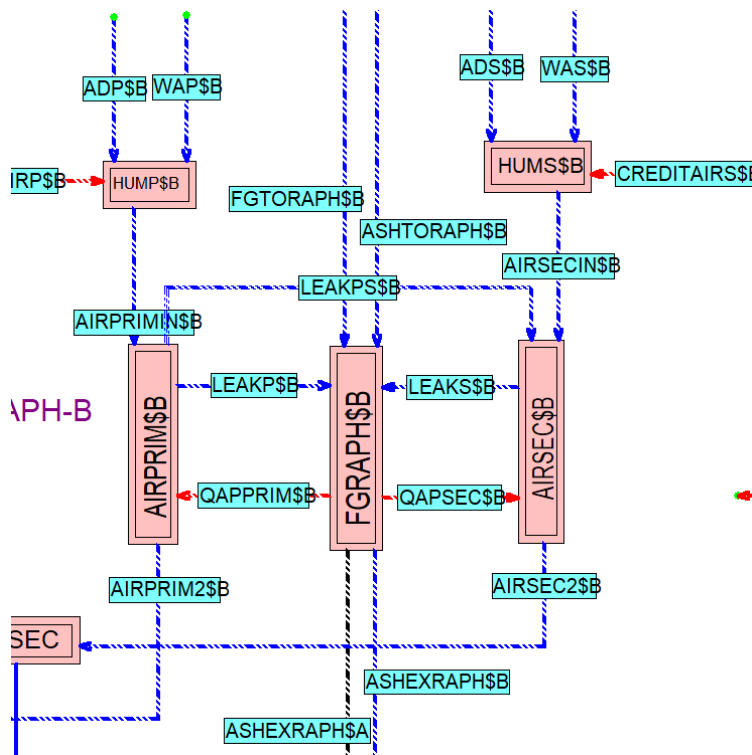 ADS$B
WAS$B
ADP$B
WAP$B
HUMS$B
CREDITAIRS$B
IRP$B
HUMP$B
FGTORAPH$B
ASHTORAPH$B
AIRSECIN$B
LEAKPS$B
AIRPRIMIN$B
LEAKP$B
LEAKS$B
APH-B
AIRPRIM$B
FGRAPH$B
AIRSEC$B
QAPPRIM$B
QAPSEC$B
AIRPRIM2$B
AIRSEC2$B
SEC
ASHEXRAPH$B
ASHEXRAPH$A